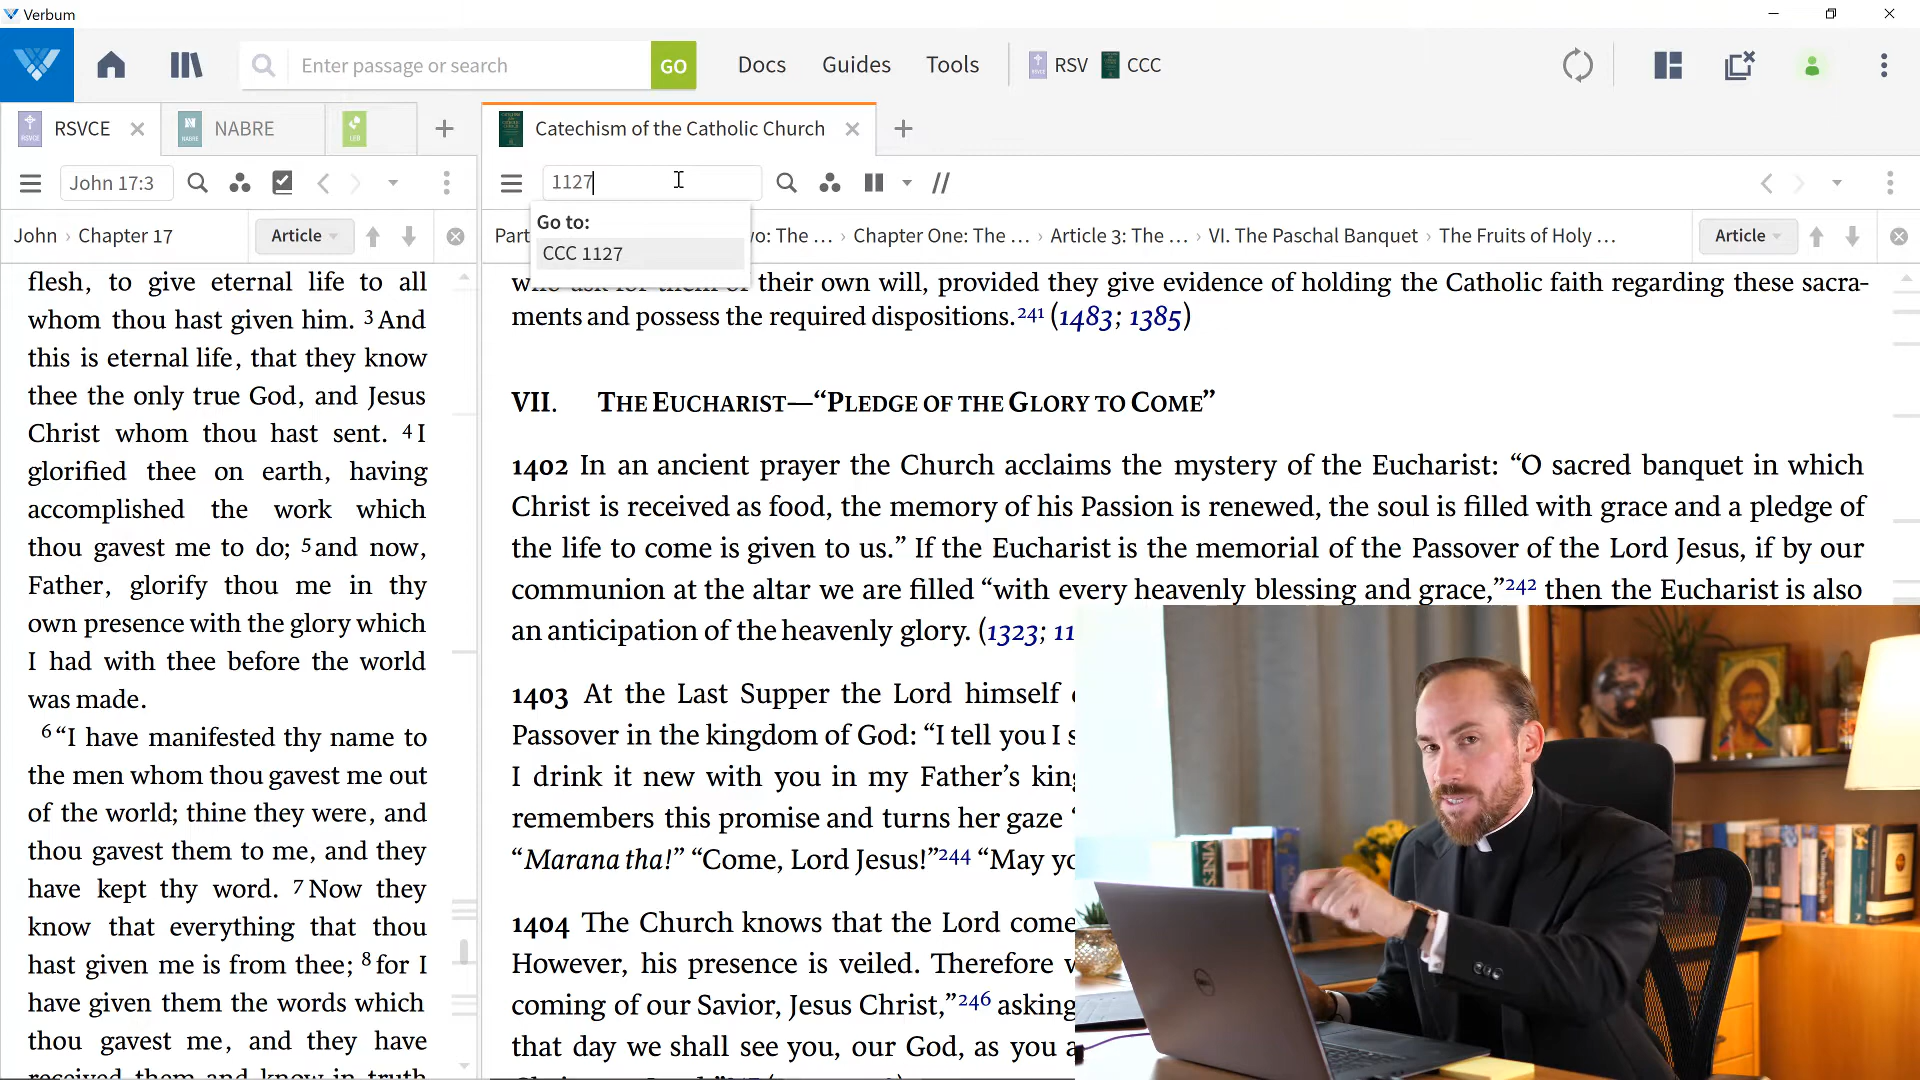 Verbum
Enter passage or search
GO
Docs
Guides
Tools
RSV
CCC
RSVCE
NABRE
LEB
Catechism of the Catholic Church
John 17:3
1127
Go to:
CCC 1127
John › Chapter 17
Article
Part
vo: The ... › Chapter One: The ... › Article 3: The ... › VI. The Paschal Banquet › The Fruits of Holy ...
Article
flesh, to give eternal life to all
whom thou hast given him. 3 And
this is eternal life, that they know
thee the only true God, and Jesus
Christ whom thou hast sent. 4 I
glorified thee on earth, having
accomplished the work which
thou gavest me to do; 5 and now,
Father, glorify thou me in thy
own presence with the glory which
I had with thee before the world
was made.
6 “I have manifested thy name to
the men whom thou gavest me out
of the world; thine they were, and
thou gavest them to me, and they
have kept thy word. 7 Now they
know that everything that thou
hast given me is from thee; 8 for I
have given them the words which
thou gavest me, and they have
received them and know in truth
who ask for them of their own will, provided they give evidence of holding the Catholic faith regarding these sacra-
ments and possess the required dispositions.241 (1483; 1385)
VII. THE EUCHARIST—“PLEDGE OF THE GLORY TO COME”
1402 In an ancient prayer the Church acclaims the mystery of the Eucharist: “O sacred banquet in which
Christ is received as food, the memory of his Passion is renewed, the soul is filled with grace and a pledge of
the life to come is given to us.” If the Eucharist is the memorial of the Passover of the Lord Jesus, if by our
communion at the altar we are filled “with every heavenly blessing and grace,”242 then the Eucharist is also
an anticipation of the heavenly glory. (1323; 11
1403 At the Last Supper the Lord himself
Passover in the kingdom of God: “I tell you I s
I drink it new with you in my Father’s king
remembers this promise and turns her gaze
“Marana tha!” “Come, Lord Jesus!”244 “May yo
1404 The Church knows that the Lord come
However, his presence is veiled. Therefore
coming of our Savior, Jesus Christ,”246 asking
that day we shall see you, our God, as you a
DELL